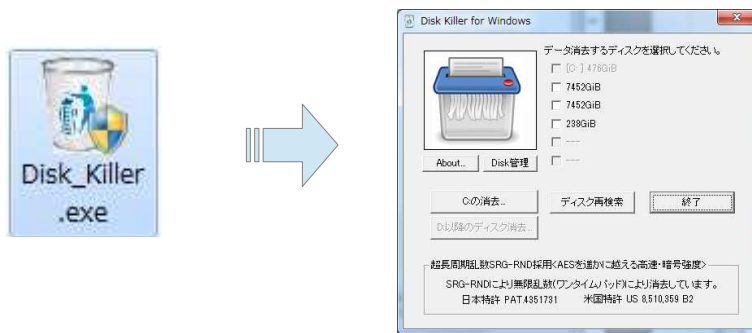 Disk_Killer
.exe
Disk Killer for Windows
データ消去するディスクを選択してください。
[C: ] 476GiB
7452GiB
7452GiB
238GiB
---
---
About..
Disk管理
C:の消去..
ディスク再検索
終了
D:以降のディスク消去..
超長周期乱数SRG-RND採用<AESを遥かに越える高速・暗号強度>
SRG-RNDにより無限乱数(ワンタイムパッド)により消去しています。
日本特許 PAT.4351731 米国特許 US 8,510,359 B2